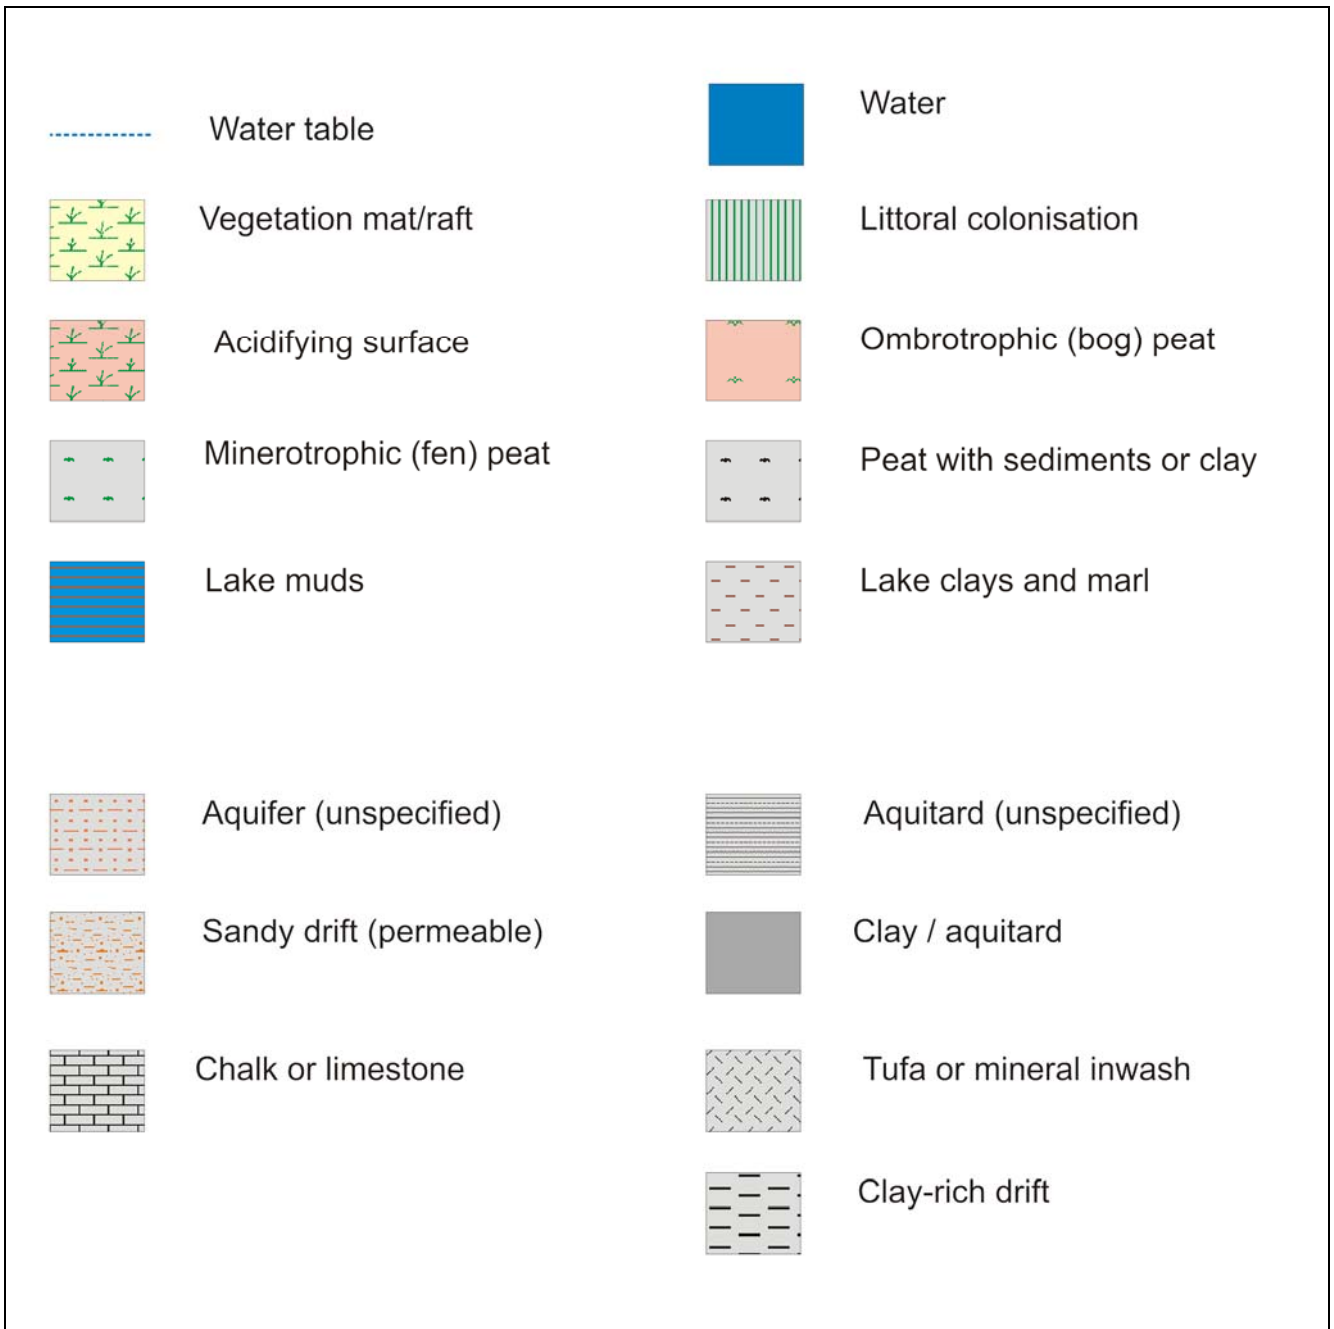 Water table
Water
Vegetation mat/raft
Littoral colonisation
Acidifying surface
Ombrotrophic (bog) peat
Minerotrophic (fen) peat
Peat with sediments or clay
Lake muds
Lake clays and marl
Aquifer (unspecified)
Aquitard (unspecified)
Sandy drift (permeable)
Clay / aquitard
Chalk or limestone
Tufa or mineral inwash
Clay-rich drift